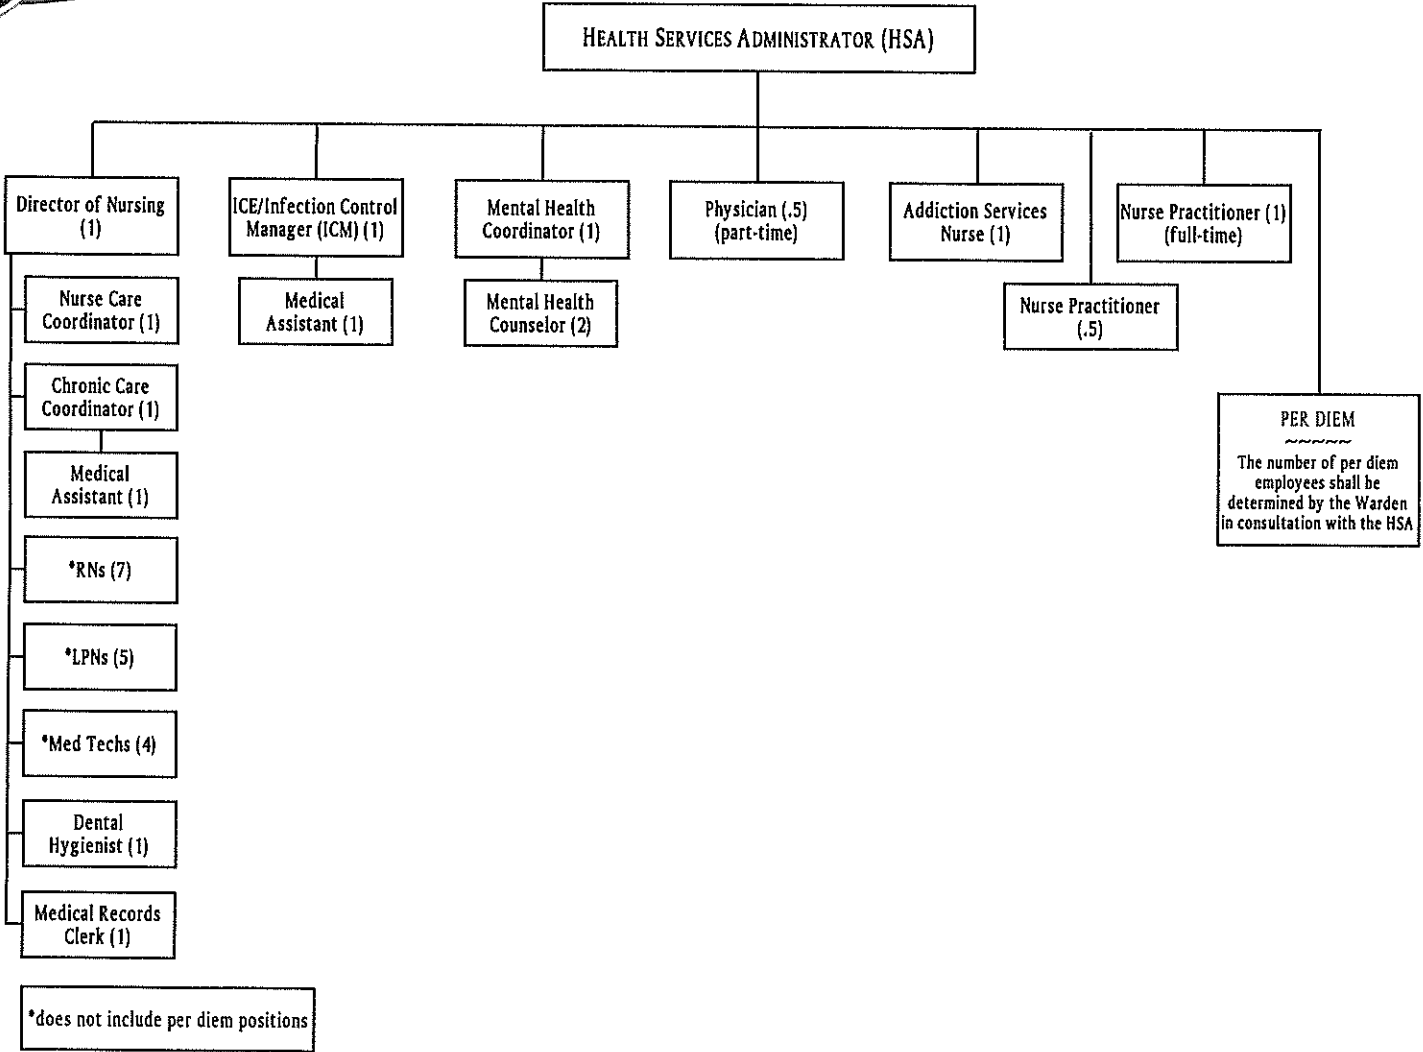 HEALTH SERVICES ADMINISTRATOR (HSA)
Director of Nursing
(1)
ICE/Infection Control
Manager (ICM) (1)
Mental Health
Coordinator (1)
Physician (.5)
(part-time)
Addiction Services
Nurse (1)
Nurse Practitioner (1)
(full-time)
Nurse Care
Coordinator (1)
Medical
Assistant (1)
Mental Health
Counselor (2)
Nurse Practitioner
(.5)
Chronic Care
Coordinator (1)
PER DIEM
~~~~~
The number of per diem
employees shall be
determined by the Warden
in consultation with the HSA
Medical
Assistant (1)
*RNs (7)
*LPNs (5)
*Med Techs (4)
Dental
Hygienist (1)
Medical Records
Clerk (1)
*does not include per diem positions